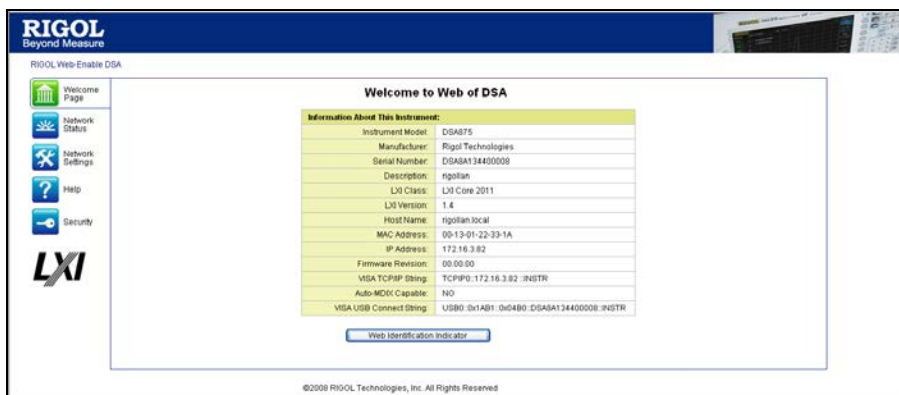 RIGOL
Beyond Measure
RIGOL Web-Enable DSA
Welcome Page
Network Status
Network Settings
Help
Security
LXI
Welcome to Web of DSA
Information About This Instrument:
Instrument Model: DSA875
Manufacturer: Rigol Technologies
Serial Number: DSA8A134400008
Description: rigollan
LXI Class: LXI Core 2011
LXI Version: 1.4
Host Name: rigollan.local
MAC Address: 00-13-01-22-33-1A
IP Address: 172.16.3.82
Firmware Revision: 00.00.00
VISA TCP/IP String: TCPIP0::172.16.3.82::INSTR
Auto-MDIX Capable: NO
VISA USB Connect String: USB0::0x1AB1::0x04B0::DSA8A134400008::INSTR
Web Identification Indicator
©2008 RIGOL Technologies, Inc. All Rights Reserved